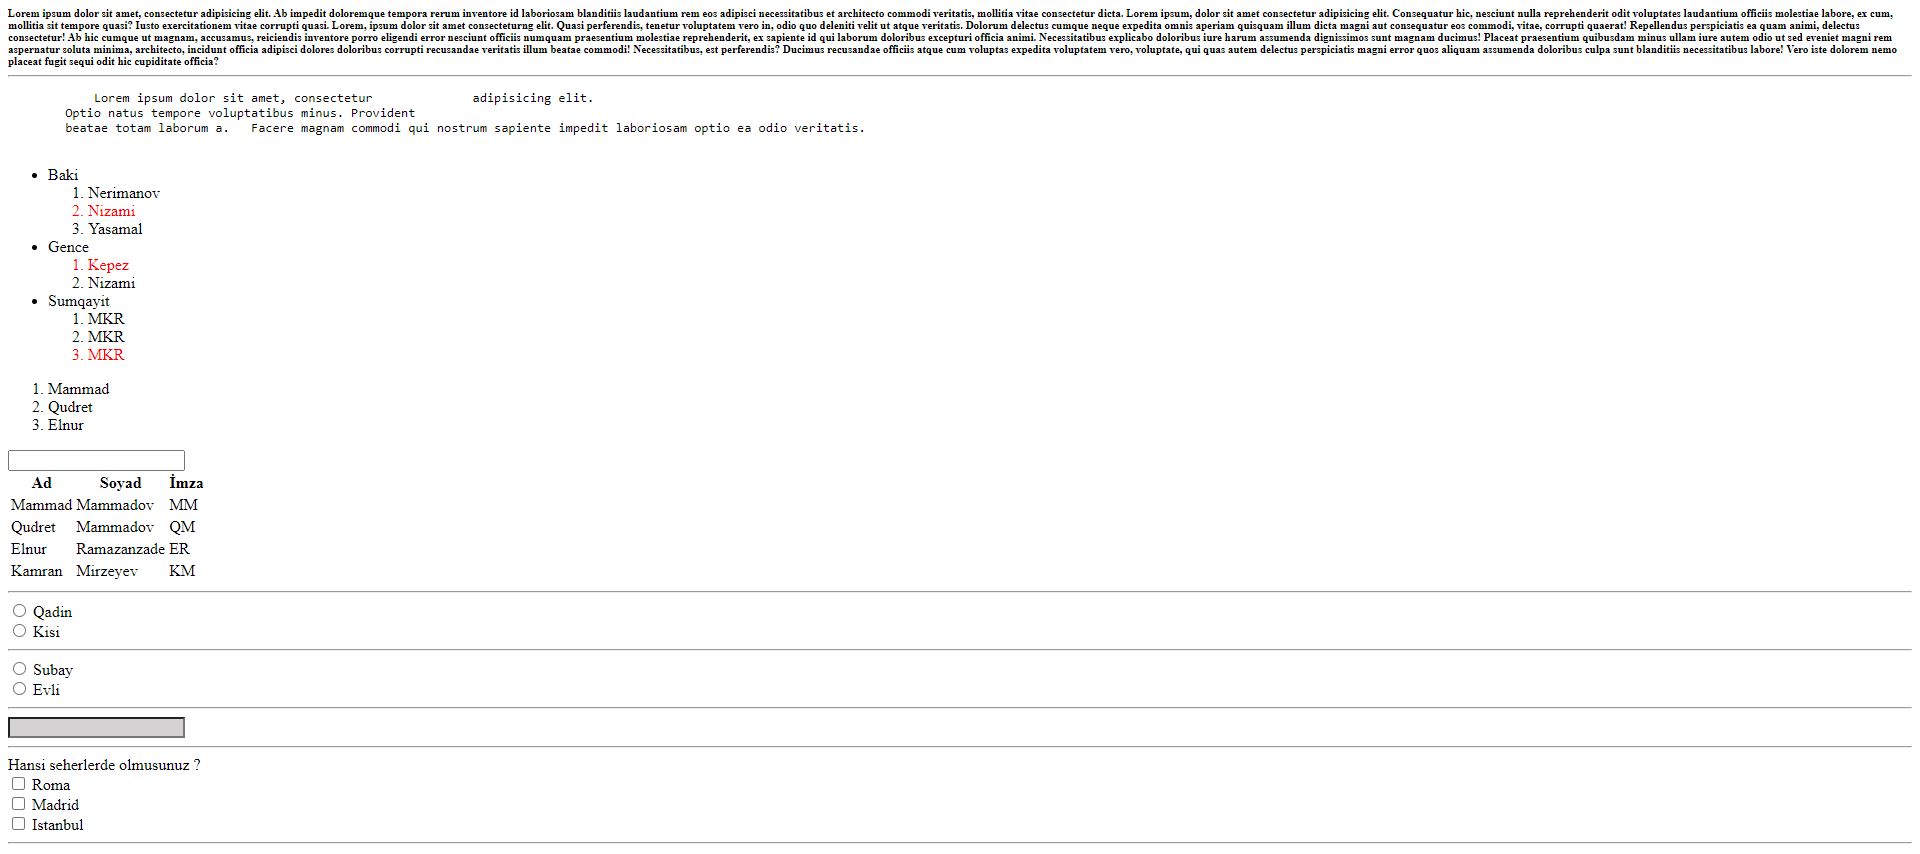 Lorem ipsum dolor sit amet, consectetur adipisicing elit. Ab impedit doloremque tempora rerum inventore id laboriosam blanditiis laudantium rem eos adipisci necessitatibus et architecto commodi veritatis, mollitia vitae consectetur dicta. Lorem ipsum, dolor sit amet consectetur adipisicing elit. Consequatur hic, nesciunt nulla reprehenderit odit voluptates laudantium officiis molestiae labore, ex cum,
mollitia sit tempore quasi? Iusto exercitationem vitae corrupti quasi. Lorem, ipsum dolor sit amet consecteturng elit. Quasi perferendis, tenetur voluptatem vero in, odio quo deleniti velit ut atque veritatis. Dolorum delectus cumque neque expedita omnis aperiam quisquam illum dicta magni aut consequatur eos commodi, vitae, corrupti quaerat! Repellendus perspiciatis ea quam animi, delectus
consectetur! Ab hic cumque ut magnam, accusamus, reiciendis inventore porro eligendi error nesciunt officiis numquam praesentium molestiae reprehenderit, ex sapiente id qui laborum doloribus excepturi officia animi. Necessitatibus explicabo doloribus iure harum assumenda dignissimos sunt magnam ducimus! Placeat praesentium quibusdam minus ullam iure autem odio ut sed eveniet magni rem
aspernatur soluta minima, architecto, incidunt officia adipisci dolores doloribus corrupti recusandae veritatis illum beatae commodi! Necessitatibus, est perferendis? Ducimus recusandae officiis atque cum voluptas expedita voluptatem vero, voluptate, qui quas autem delectus perspiciatis magni error quos aliquam assumenda doloribus culpa sunt blanditiis necessitatibus labore! Vero iste dolorem nemo
placeat fugit sequi odit hic cupiditate officia?
Lorem ipsum dolor sit amet, consectetur adipisicing elit.
Optio natus tempore voluptatibus minus. Provident
beatae totam laborum a. Facere magnam commodi qui nostrum sapiente impedit laboriosam optio ea odio veritatis.
• Baki
1. Nerimanov
2. Nizami
3. Yasamal
• Gence
1. Kepez
2. Nizami
• Sumqayit
1. MKR
2. MKR
3. MKR
1. Mammad
2. Qudret
3. Elnur
Ad Soyad İmza
Mammad Mammadov MM
Qudret Mammadov QM
Elnur Ramazanzade ER
Kamran Mirzeyev KM
Qadin
Kisi
Subay
Evli
Hansi seherlerde olmusunuz ?
Roma
Madrid
Istanbul